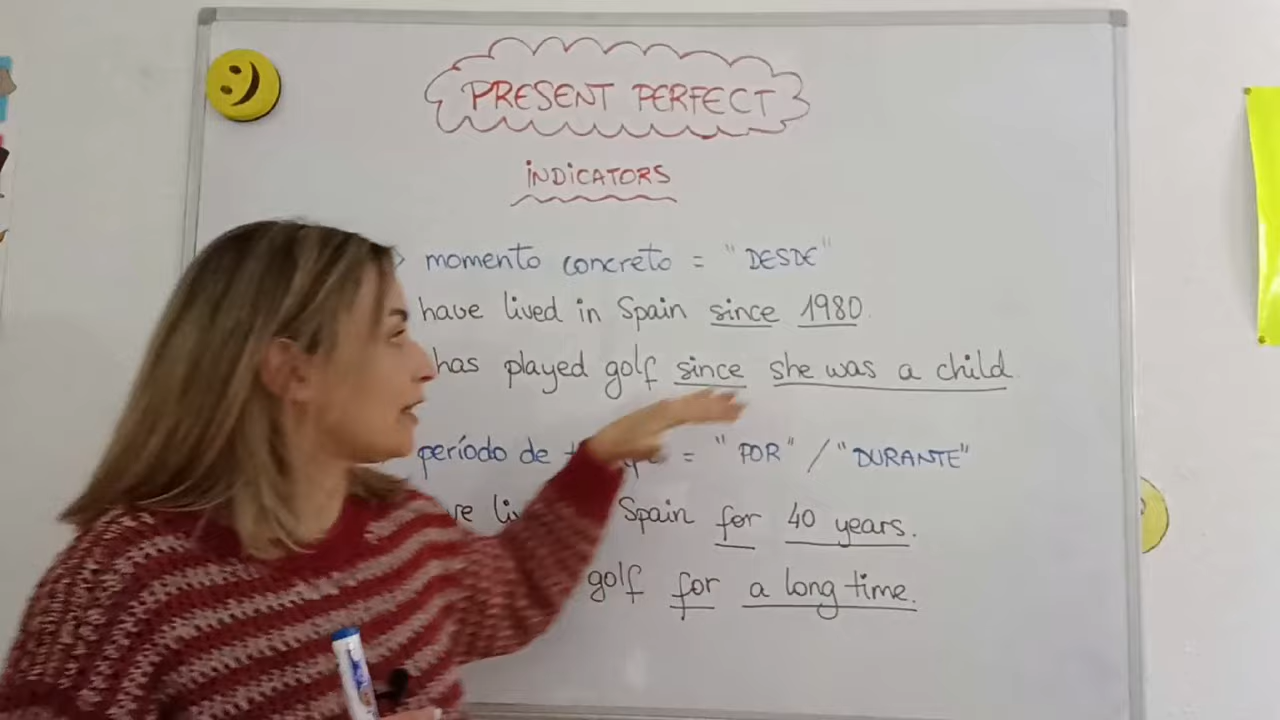 PRESENT PERFECT
INDICATORS
momento concreto = "DESDE"
have lived in Spain since 1980.
has played golf since she was a child.
período de = "POR" / "DURANTE"
Spain for 40 years.
golf for a long time.